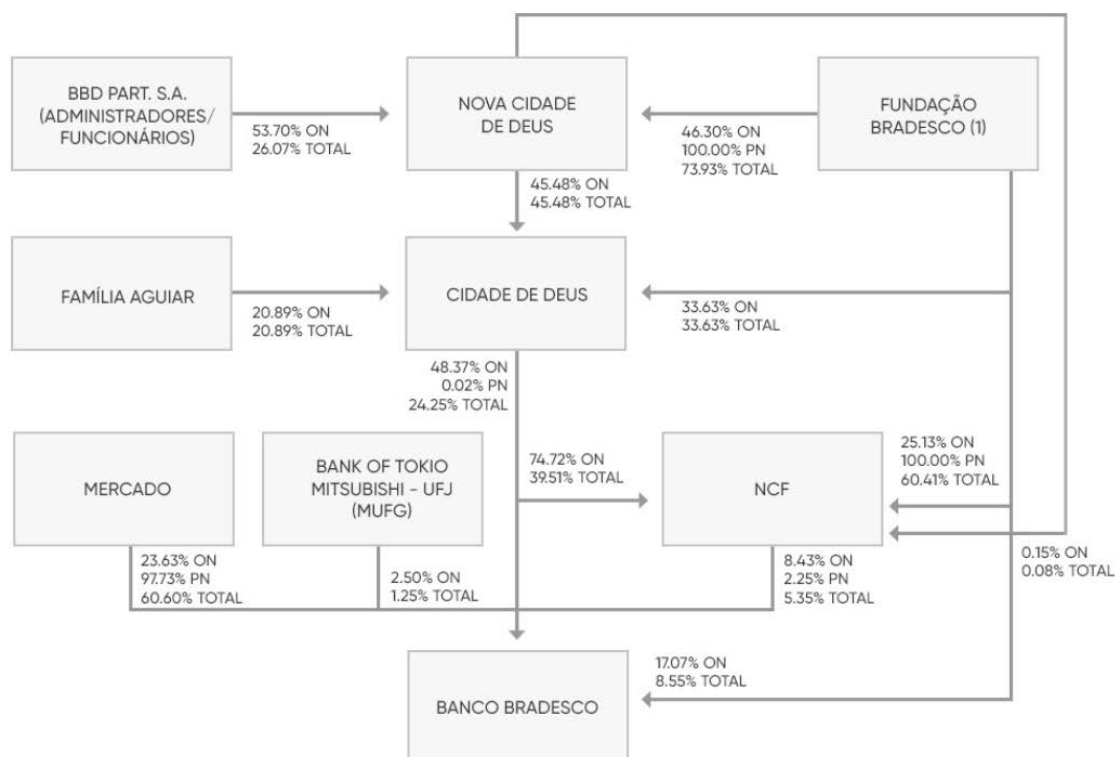 BBD PART. S.A.
(ADMINISTRADORES/
FUNCIONÁRIOS)
53.70% ON
26.07% TOTAL
NOVA CIDADE
DE DEUS
46.30% ON
100.00% PN
73.93% TOTAL
FUNDAÇÃO
BRADESCO (1)
45.48% ON
45.48% TOTAL
FAMÍLIA AGUIAR
20.89% ON
20.89% TOTAL
CIDADE DE DEUS
33.63% ON
33.63% TOTAL
48.37% ON
0.02% PN
24.25% TOTAL
MERCADO
BANK OF TOKIO
MITSUBISHI - UFJ
(MUFG)
74.72% ON
39.51% TOTAL
NCF
25.13% ON
100.00% PN
60.41% TOTAL
23.63% ON
97.73% PN
60.60% TOTAL
2.50% ON
1.25% TOTAL
8.43% ON
2.25% PN
5.35% TOTAL
0.15% ON
0.08% TOTAL
BANCO BRADESCO
17.07% ON
8.55% TOTAL